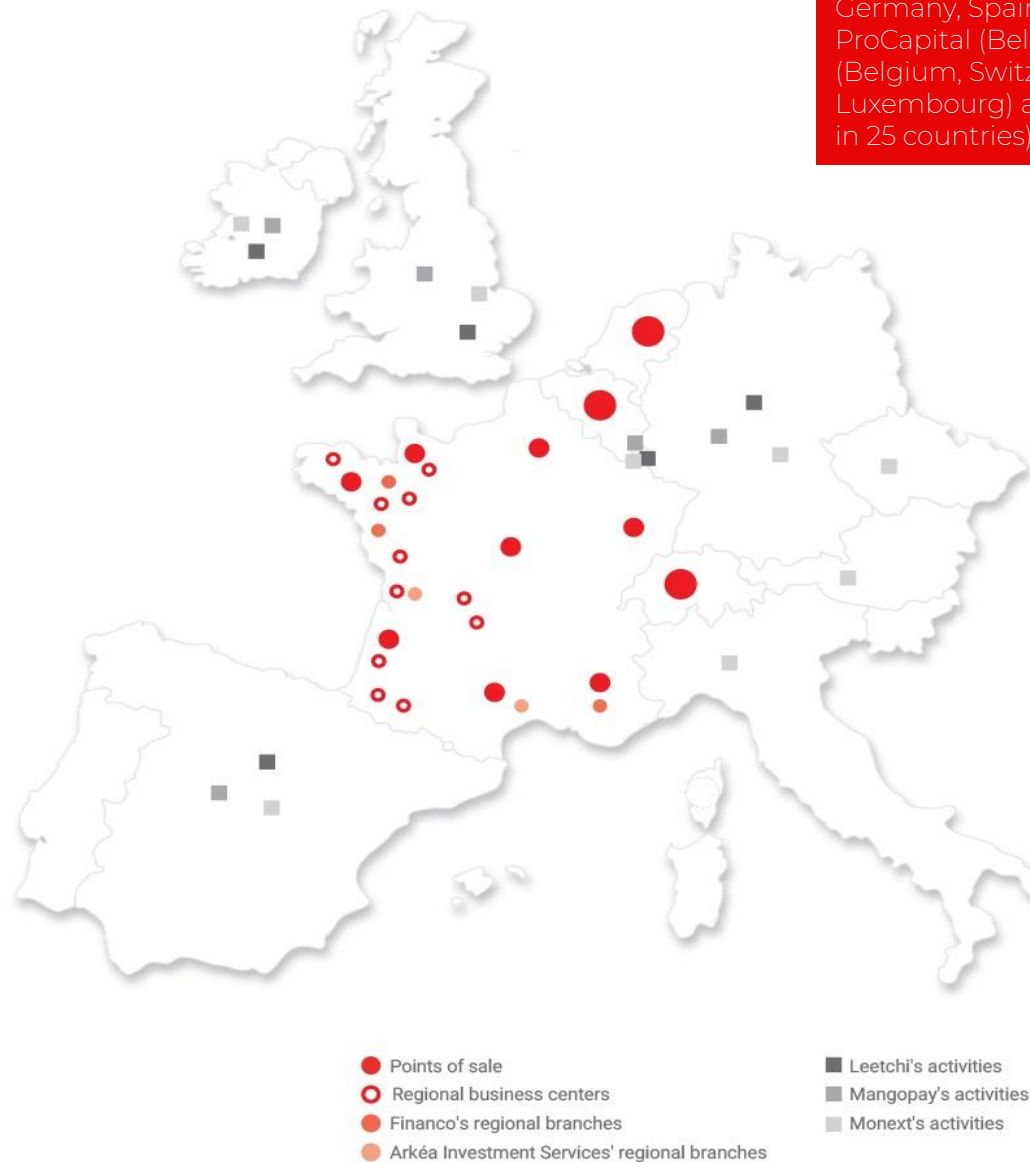 Germany, Spain
ProCapital (Bel
(Belgium, Switz
Luxembourg) a
in 25 countries)
Points of sale
Regional business centers
Financo's regional branches
Arkéa Investment Services' regional branches
Leetchi's activities
Mangopay's activities
Monext's activities